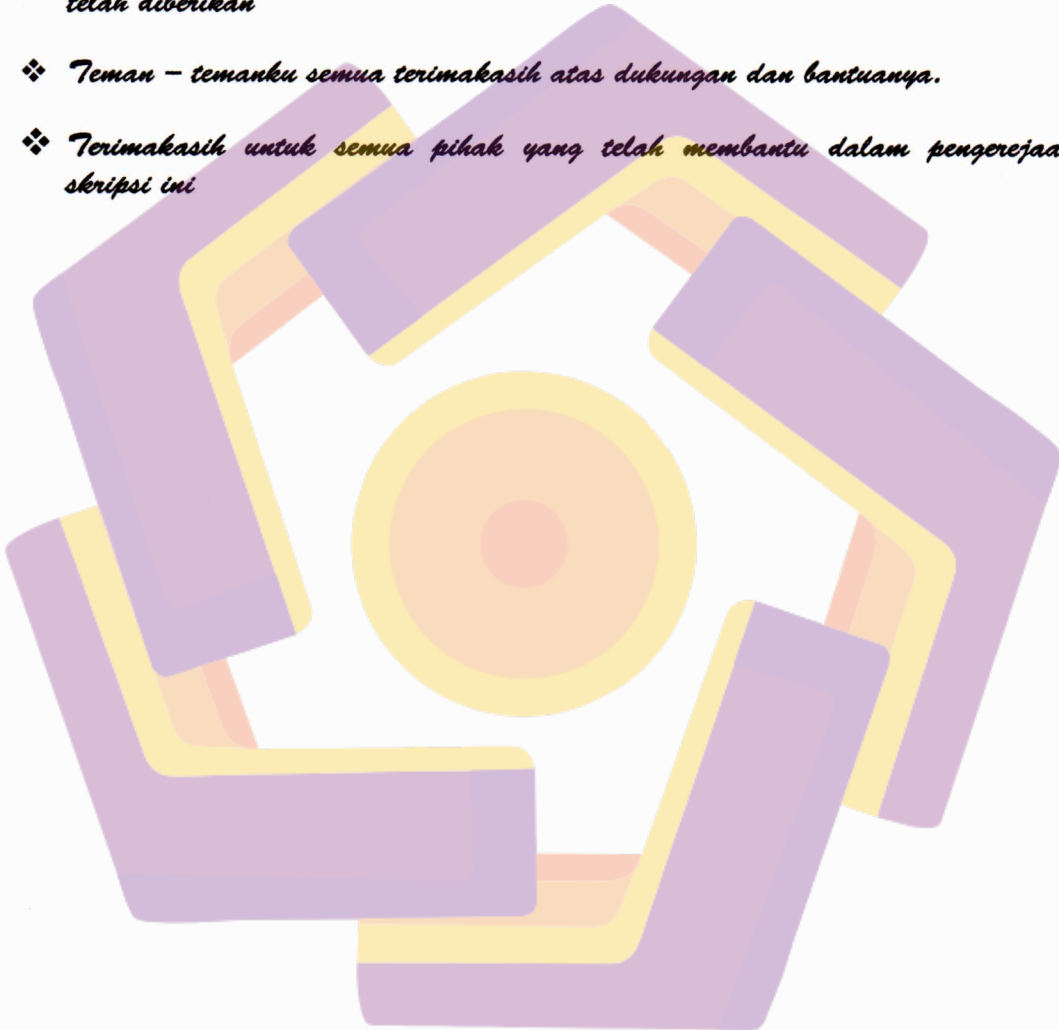 telah diberikan
❖ Teman – temanku semua terimakasih atas dukungan dan bantuanya.
❖ Terimakasih untuk semua pihak yang telah membantu dalam pengerejaa
skripsi ini